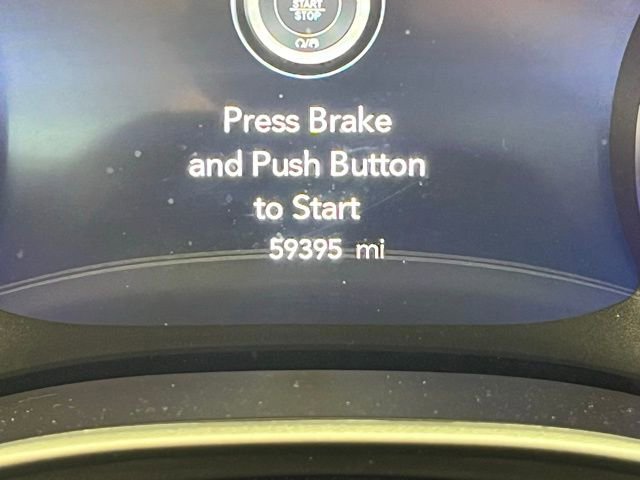 START
STOP
Press Brake
and Push Button
to Start
59395 mi